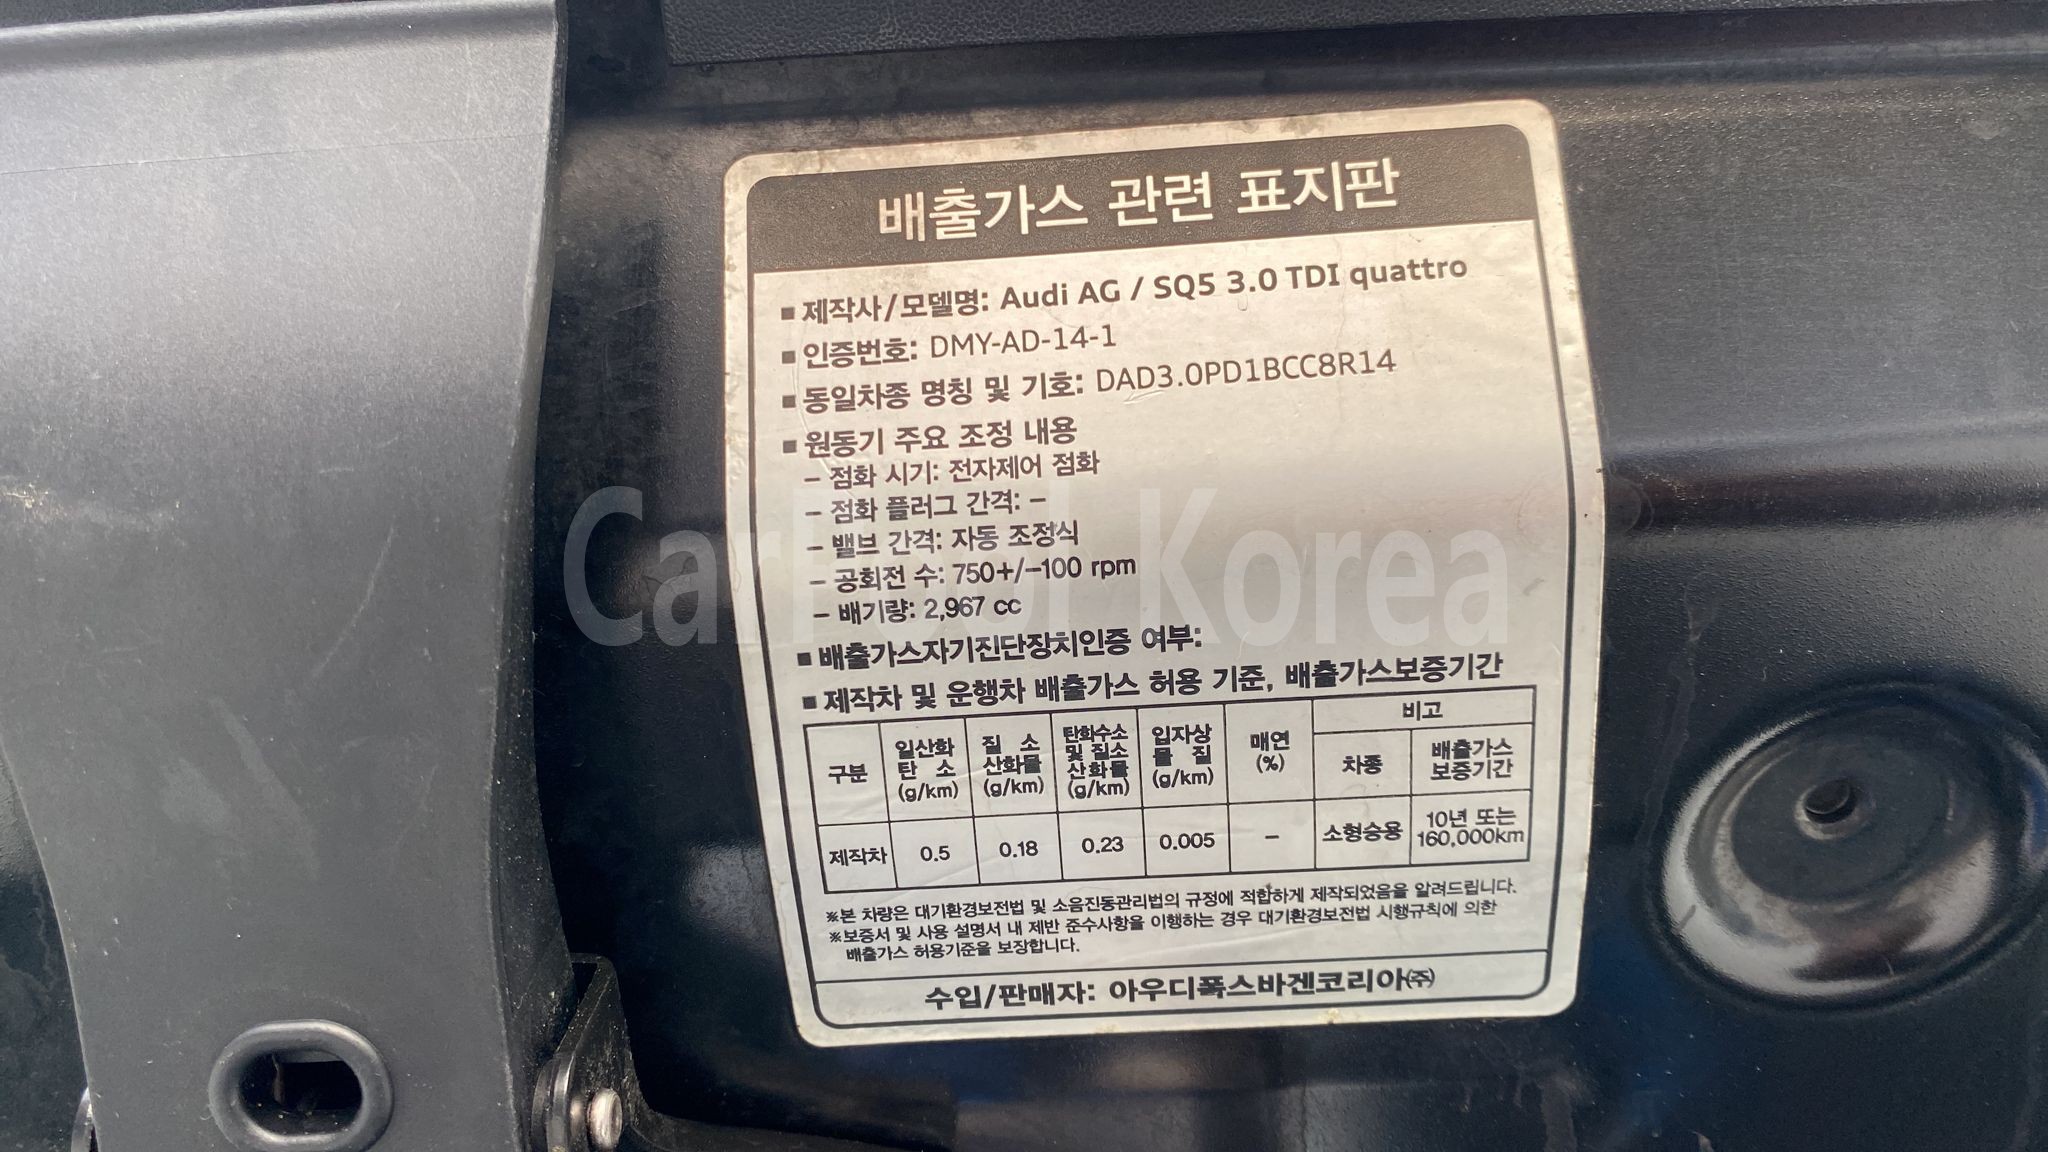 배출가스 관련 표지판
▪ 제작사/모델명: Audi AG / SQ5 3.0 TDI quattro
▪ 인증번호: DMY-AD-14-1
▪ 동일차종 명칭 및 기호: DAD3.0PD1BCC8R14
▪ 원동기 주요 조정 내용
– 점화 시기: 전자제어 점화
– 점화 플러그 간격: –
– 밸브 간격: 자동 조정식
– 공회전 수: 750+/–100 rpm
– 배기량: 2,967 cc
▪ 배출가스자기진단장치인증 여부:
▪ 제작차 및 운행차 배출가스 허용 기준, 배출가스보증기간
구분 일산화탄소 (g/km) 질소산화물 (g/km) 탄화수소 및 질소산화물 (g/km) 입자상물질 (g/km) 매연 (%) 비고
차종 배출가스 보증기간
제작차 0.5 0.18 0.23 0.005 – 소형승용 10년 또는 160,000km
※본 차량은 대기환경보전법 및 소음진동관리법의 규정에 적합하게 제작되었음을 알려드립니다.
※보증서 및 사용 설명서 내 제반 준수사항을 이행하는 경우 대기환경보전법 시행규칙에 의한
배출가스 허용기준을 보장합니다.
수입/판매자: 아우디폭스바겐코리아㈜
Korea